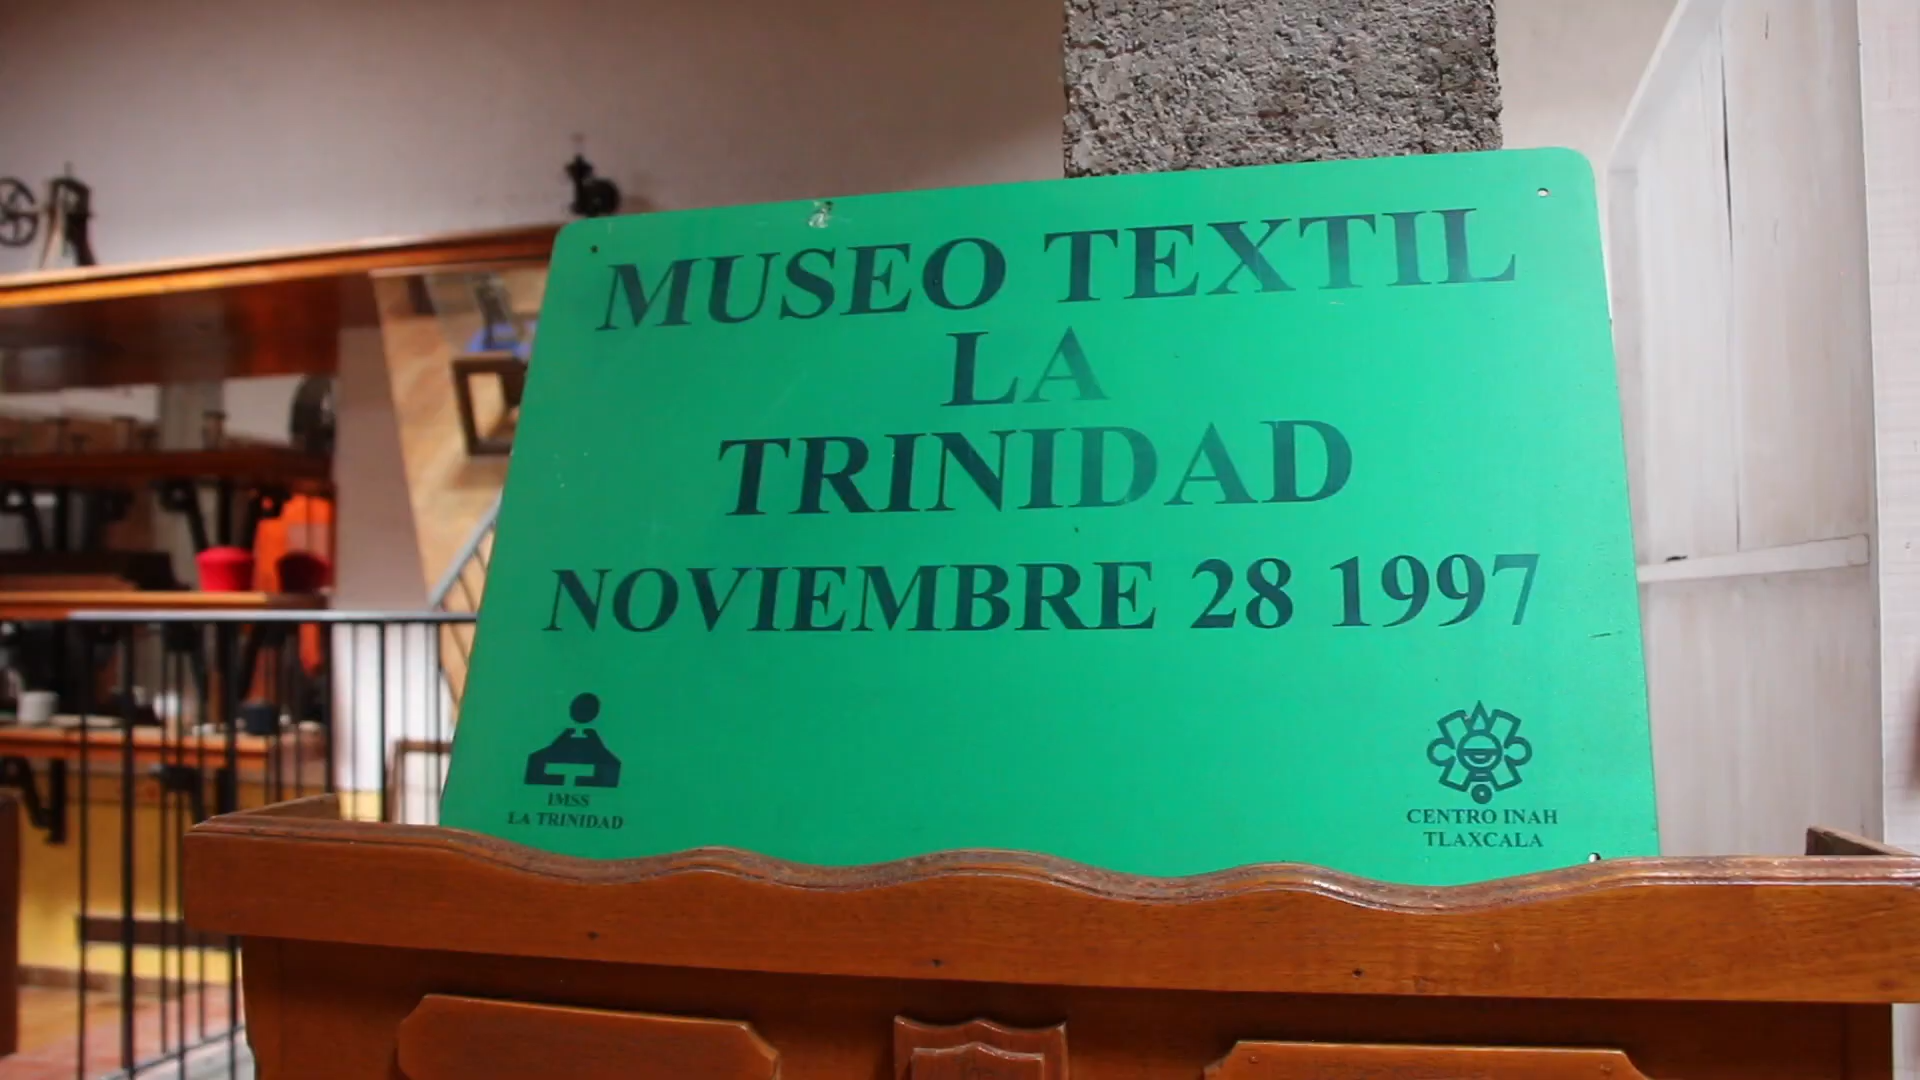 MUSEO TEXTIL
LA
TRINIDAD
NOVIEMBRE 28 1997
IMSS
LA TRINIDAD
CENTRO INAH
TLAXCALA